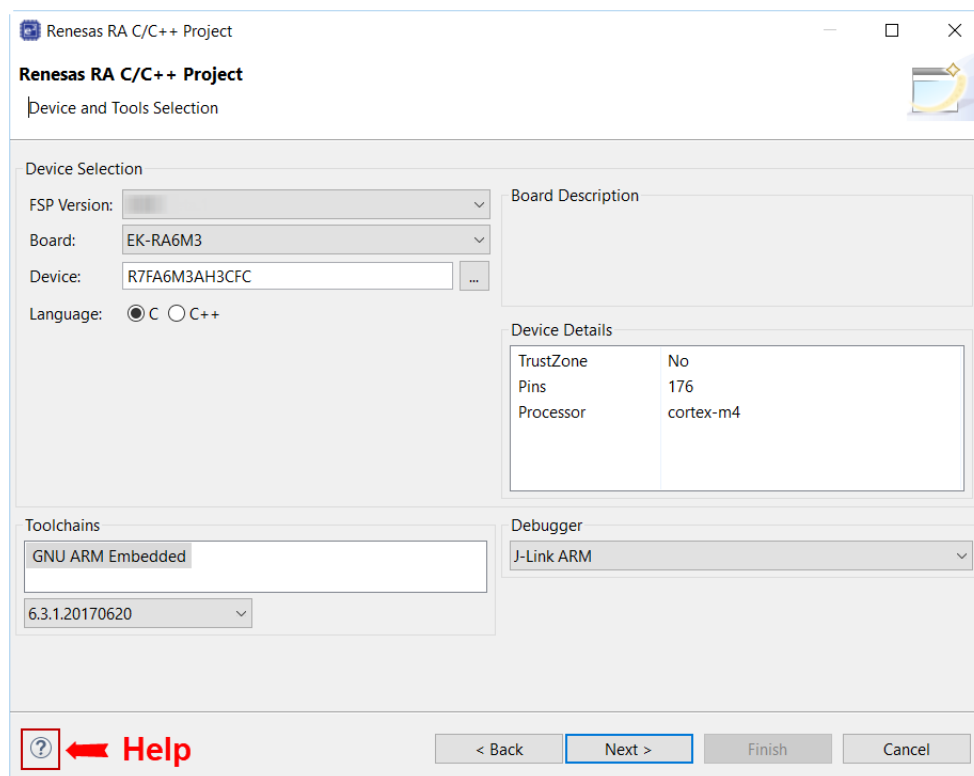 Renesas RA C/C++ Project
Renesas RA C/C++ Project
Device and Tools Selection
Device Selection
FSP Version:
Board: EK-RA6M3
Device: R7FA6M3AH3CFC ...
Language: C C++
Board Description
Device Details
TrustZone No
Pins 176
Processor cortex-m4
Toolchains
GNU ARM Embedded
6.3.1.20170620
Debugger
J-Link ARM
? Help < Back Next > Finish Cancel